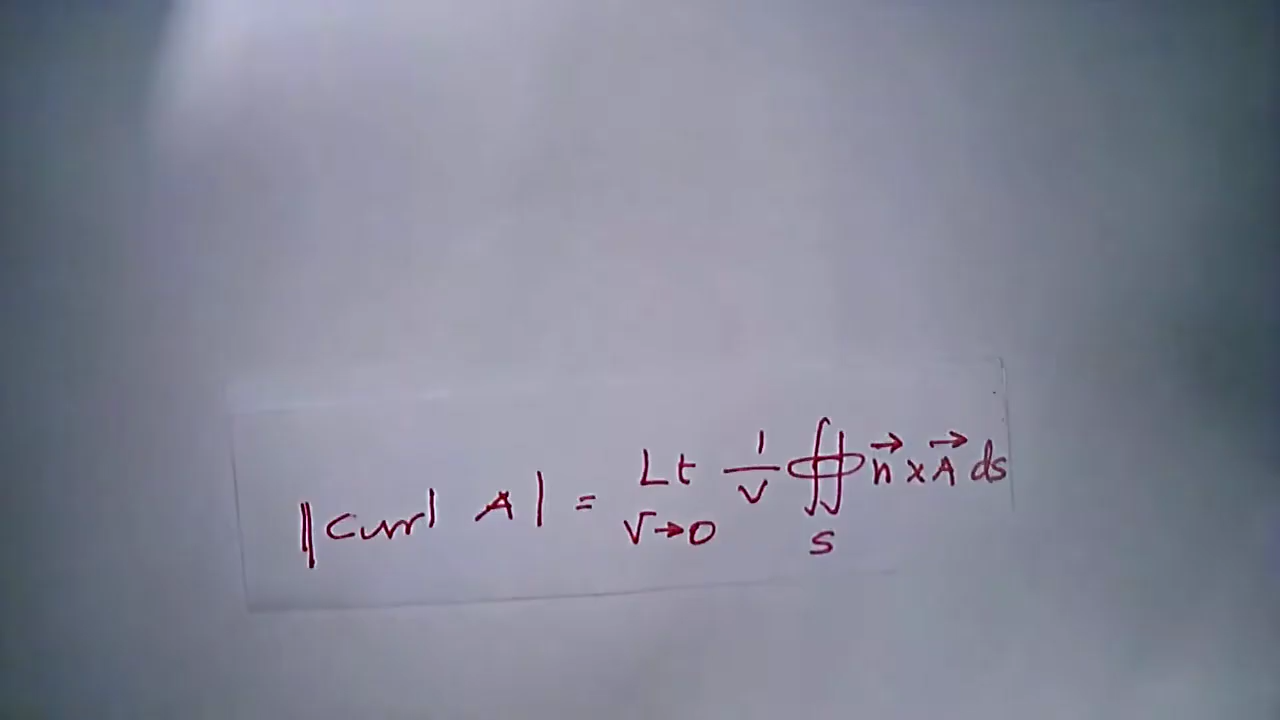 |Curl A| = Lt V→0 1/V ∯ S n⃗ x A⃗ ds